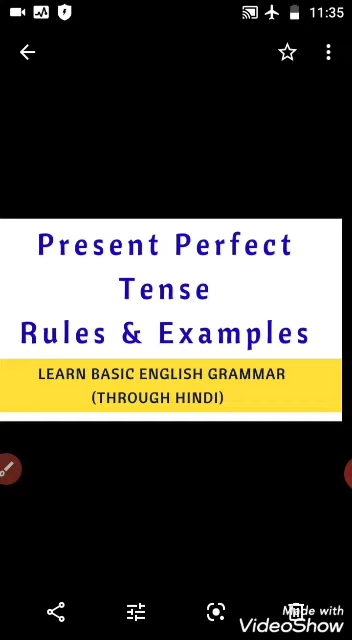 11:35
Present Perfect
Tense
Rules & Examples
LEARN BASIC ENGLISH GRAMMAR
(THROUGH HINDI)
Made with
VideoShow